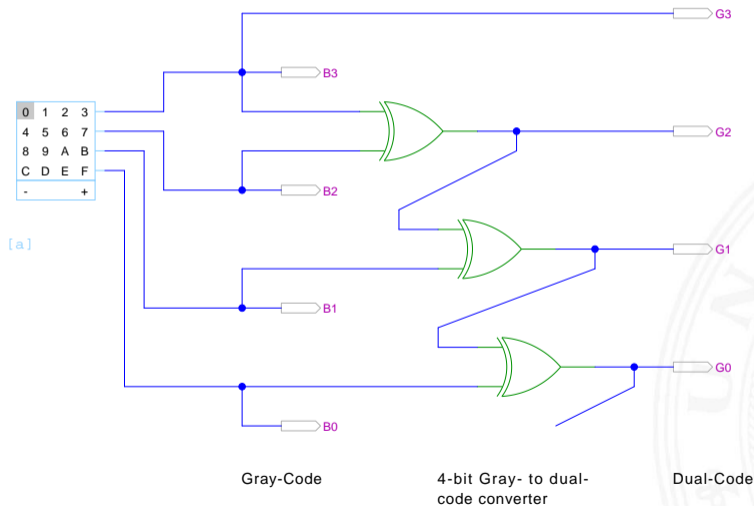 G3
B3
0 1 2 3
4 5 6 7
8 9 A B
C D E F
- +
G2
B2
[a]
G1
B1
G0
B0
Gray-Code
4-bit Gray- to dual-
code converter
Dual-Code